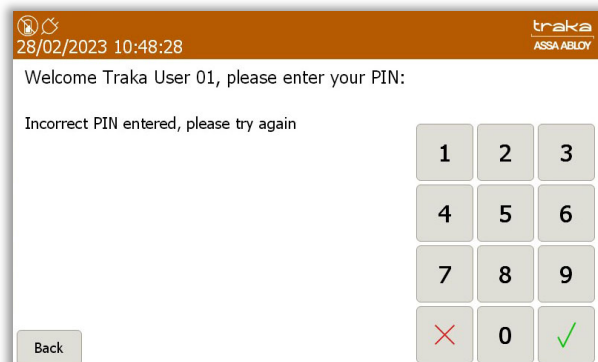 traka
28/02/2023 10:48:28
ASSA ABLOY
Welcome Traka User 01, please enter your PIN:
Incorrect PIN entered, please try again
1 2 3
4 5 6
7 8 9
0
Back